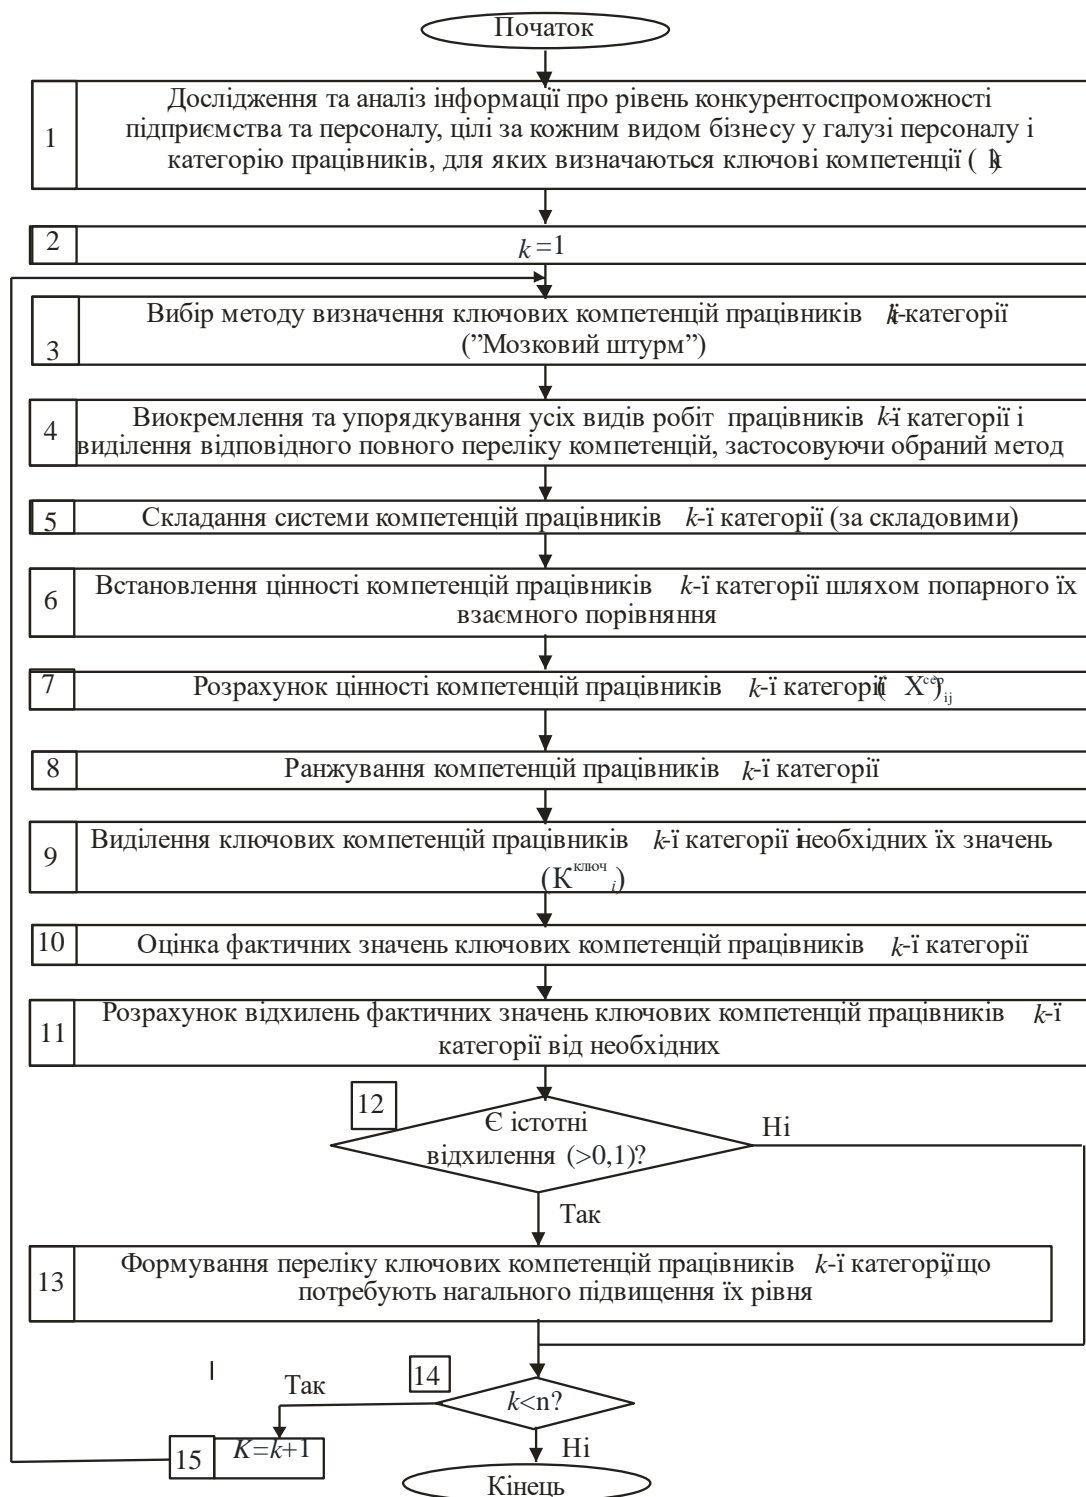 Початок
1
Дослідження та аналіз інформації про рівень конкурентоспроможності
підприємства та персоналу, цілі за кожним видом бізнесу у галузі персоналу і
категорію працівників, для яких визначаються ключові компетенції (
2
k=1
3
Вибір методу визначення ключових компетенцій працівників k-ї категорії
(”Мозковий штурм”)
4
Виокремлення та упорядкування усіх видів робіт працівників k-ї категорії і
виділення відповідного повного переліку компетенцій, застосовуючи обраний метод
5
Складання системи компетенцій працівників k-ї категорії (за складовими)
6
Встановлення цінності компетенцій працівників k-ї категорії шляхом попарного їх
взаємного порівняння
7
Розрахунок цінності компетенцій працівників k-ї категорії ( X^сер_ij )
8
Ранжування компетенцій працівників k-ї категорії
9
Виділення ключових компетенцій працівників k-ї категорії і необхідних їх значень
(К^ключ_i)
10
Оцінка фактичних значень ключових компетенцій працівників k-ї категорії
11
Розрахунок відхилень фактичних значень ключових компетенцій працівників k-ї
категорії від необхідних
12
Є істотні
відхилення (>0,1)?
Ні
Так
13
Формування переліку ключових компетенцій працівників k-ї категорії, що
потребують нагального підвищення їх рівня
14
k<n?
Так
15
K=k+1
Ні
Кінець